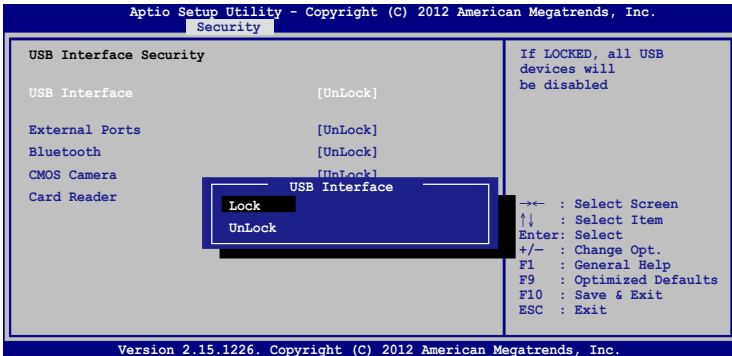 Aptio Setup Utility - Copyright (C) 2012 American Megatrends, Inc.
Security
USB Interface Security
USB Interface [UnLock]
External Ports [UnLock]
Bluetooth [UnLock]
CMOS Camera [UnLock]
Card Reader
USB Interface
Lock
UnLock
If LOCKED, all USB
devices will
be disabled
→← : Select Screen
↑↓ : Select Item
Enter: Select
+/— : Change Opt.
F1 : General Help
F9 : Optimized Defaults
F10 : Save & Exit
ESC : Exit
Version 2.15.1226. Copyright (C) 2012 American Megatrends, Inc.